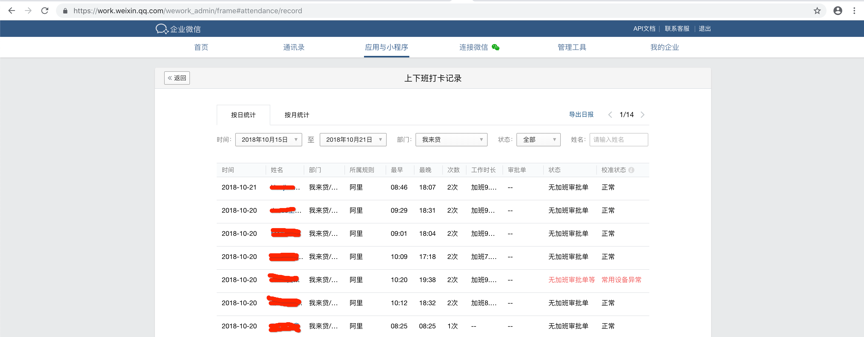 https://work.weixin.qq.com/wework_admin/frame#attendance/record
企业微信 API文档 | 联系客服 | 退出
首页 通讯录 应用与小程序 连接微信 管理工具 我的企业
« 返回 上下班打卡记录
按日统计 按月统计 导出日报 1/14
时间: 2018年10月15日 至 2018年10月21日 部门: 我来贷 状态: 全部 姓名: 请输入姓名
时间 姓名 部门 所属规则 最早 最晚 次数 工作时长 审批单 状态 校准状态
2018-10-21 ... 我来贷/... 阿里 08:46 18:07 2次 加班9.... -- 无加班审批单 正常
2018-10-20 ... 我来贷/... 阿里 09:29 18:31 2次 加班9.... -- 无加班审批单 正常
2018-10-20 我来贷/... 阿里 09:01 18:04 2次 加班9.... -- 无加班审批单 正常
2018-10-20 我来贷/... 阿里 10:09 17:18 2次 加班7.... -- 无加班审批单 正常
2018-10-20 我来贷/... 阿里 10:20 19:38 2次 加班9.... -- 无加班审批单等 常用设备异常
2018-10-20 我来贷/... 阿里 10:12 18:32 2次 加班8.... -- 无加班审批单 正常
2018-10-20 我来贷/... 阿里 08:25 08:25 1次 -- -- 无加班审批单 正常